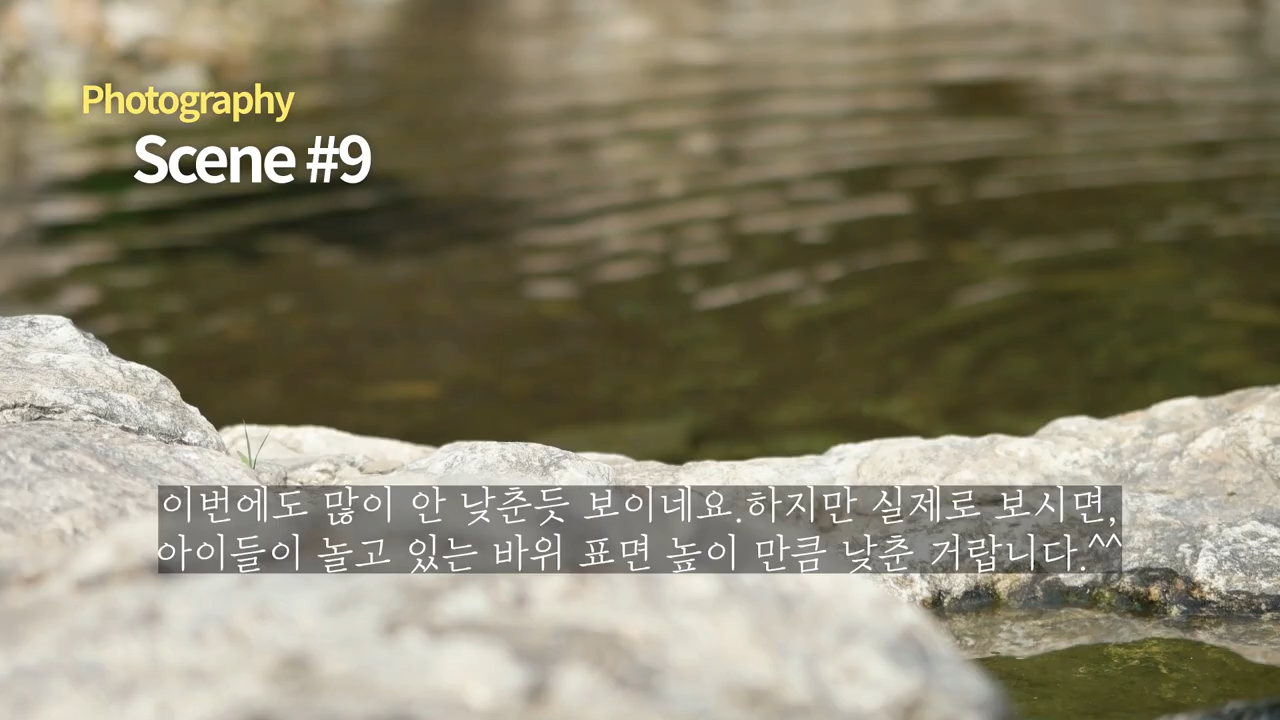 Photography
Scene #9
이번에도 많이 안 낮춘듯 보이네요.하지만 실제로 보시면,
아이들이 놀고 있는 바위 표면 높이 만큼 낮춘 거랍니다.^^